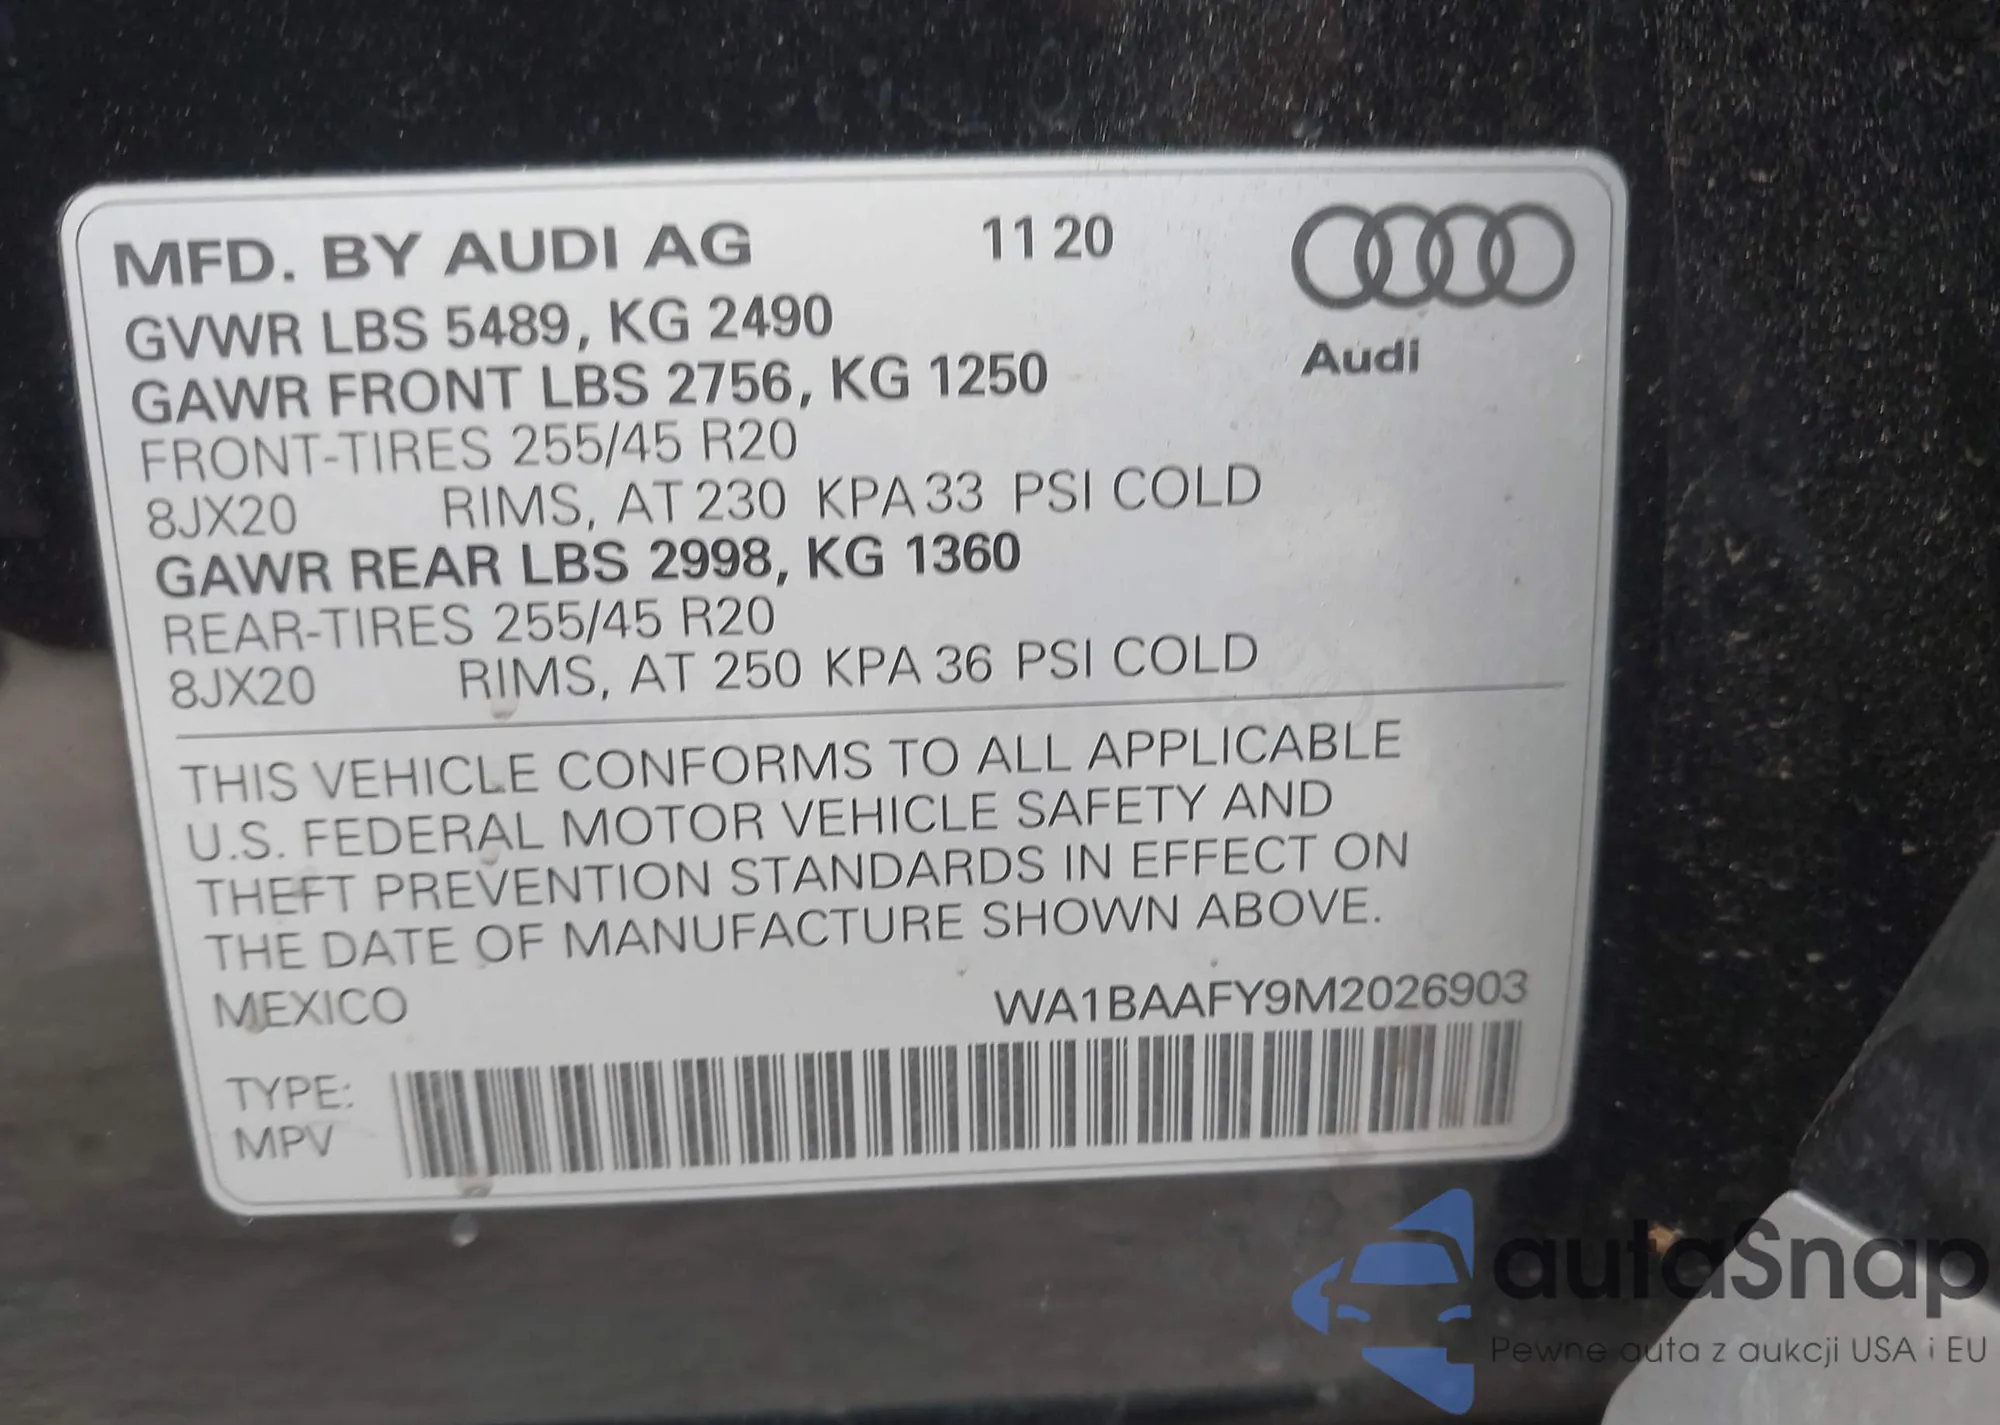 MFD. BY AUDI AG 11 20
GVWR LBS 5489, KG 2490
GAWR FRONT LBS 2756, KG 1250
Audi
FRONT-TIRES 255/45 R20
8JX20 RIMS, AT 230 KPA 33 PSI COLD
GAWR REAR LBS 2998, KG 1360
REAR-TIRES 255/45 R20
8JX20 RIMS, AT 250 KPA 36 PSI COLD
THIS VEHICLE CONFORMS TO ALL APPLICABLE
U.S. FEDERAL MOTOR VEHICLE SAFETY AND
THEFT PREVENTION STANDARDS IN EFFECT ON
THE DATE OF MANUFACTURE SHOWN ABOVE.
MEXICO WA1BAAFY9M2026903
TYPE:
MPV
autaSnap
Pewne auta z aukcji USA i EU